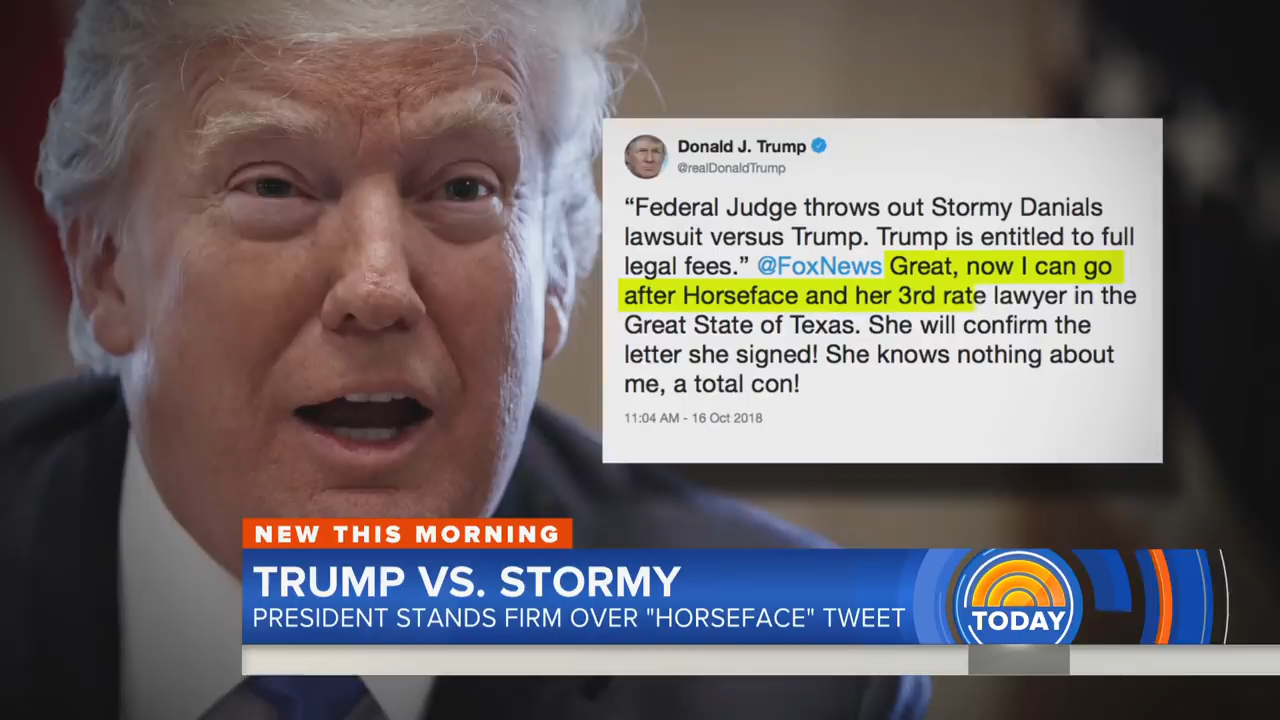 Donald J. Trump
@realDonaldTrump
“Federal Judge throws out Stormy Danials
lawsuit versus Trump. Trump is entitled to full
legal fees.” @FoxNews Great, now I can go
after Horseface and her 3rd rate lawyer in the
Great State of Texas. She will confirm the
letter she signed! She knows nothing about
me, a total con!
11:04 AM - 16 Oct 2018
NEW THIS MORNING
TRUMP VS. STORMY
PRESIDENT STANDS FIRM OVER "HORSEFACE" TWEET
TODAY